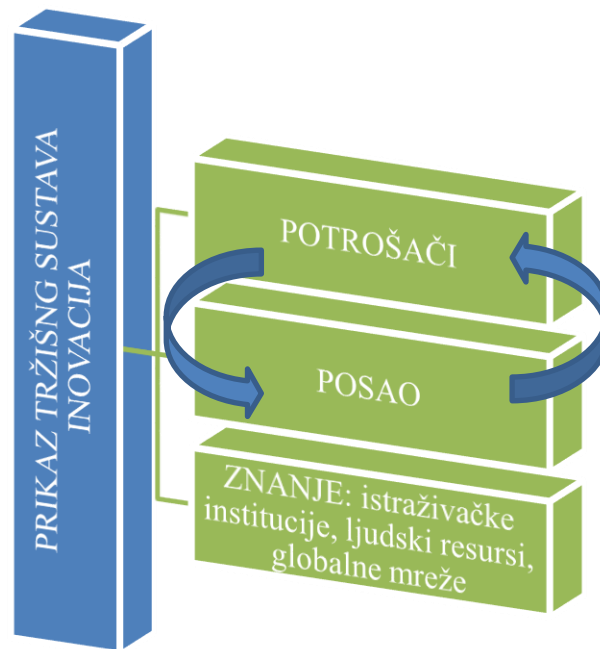 PRIKAZ TRŽIŠNG SUSTAVA
INOVACIJA
POTROŠAČI
POSAO
ZNANJE: istraživačke
institucije, ljudski resursi,
globalne mreže